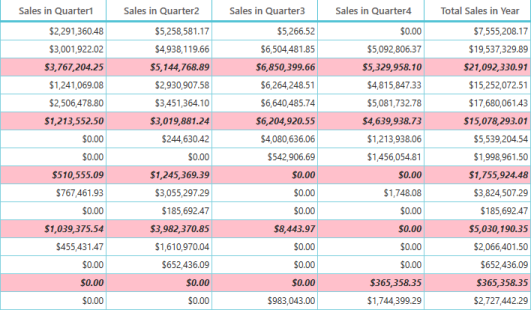 Sales in Quarter1 Sales in Quarter2 Sales in Quarter3 Sales in Quarter4 Total Sales in Year
$2,291,360.48 $5,258,581.17 $5,266.52 $0.00 $7,555,208.17
$3,001,922.02 $4,938,119.66 $6,504,481.85 $5,092,806.37 $19,537,329.89
$3,767,204.25 $5,144,768.89 $6,850,399.66 $5,329,958.10 $21,092,330.91
$1,241,069.08 $2,930,907.58 $6,264,248.51 $4,815,847.33 $15,252,072.51
$2,506,478.80 $3,451,364.10 $6,640,485.74 $5,081,732.78 $17,680,061.43
$1,213,552.50 $3,019,881.24 $6,204,920.55 $4,639,938.73 $15,078,293.01
$0.00 $244,630.42 $4,080,636.06 $1,213,938.06 $5,539,204.54
$0.00 $0.00 $542,906.69 $1,456,054.81 $1,998,961.50
$510,555.09 $1,245,369.39 $0.00 $0.00 $1,755,924.48
$767,461.93 $3,055,297.29 $0.00 $1,748.08 $3,824,507.29
$0.00 $185,692.47 $0.00 $0.00 $185,692.47
$1,039,375.54 $3,982,370.85 $8,443.97 $0.00 $5,030,190.35
$455,431.47 $1,610,970.04 $0.00 $0.00 $2,066,401.50
$0.00 $652,436.09 $0.00 $0.00 $652,436.09
$0.00 $0.00 $0.00 $365,358.35 $365,358.35
$0.00 $0.00 $983,043.00 $1,744,399.29 $2,727,442.29